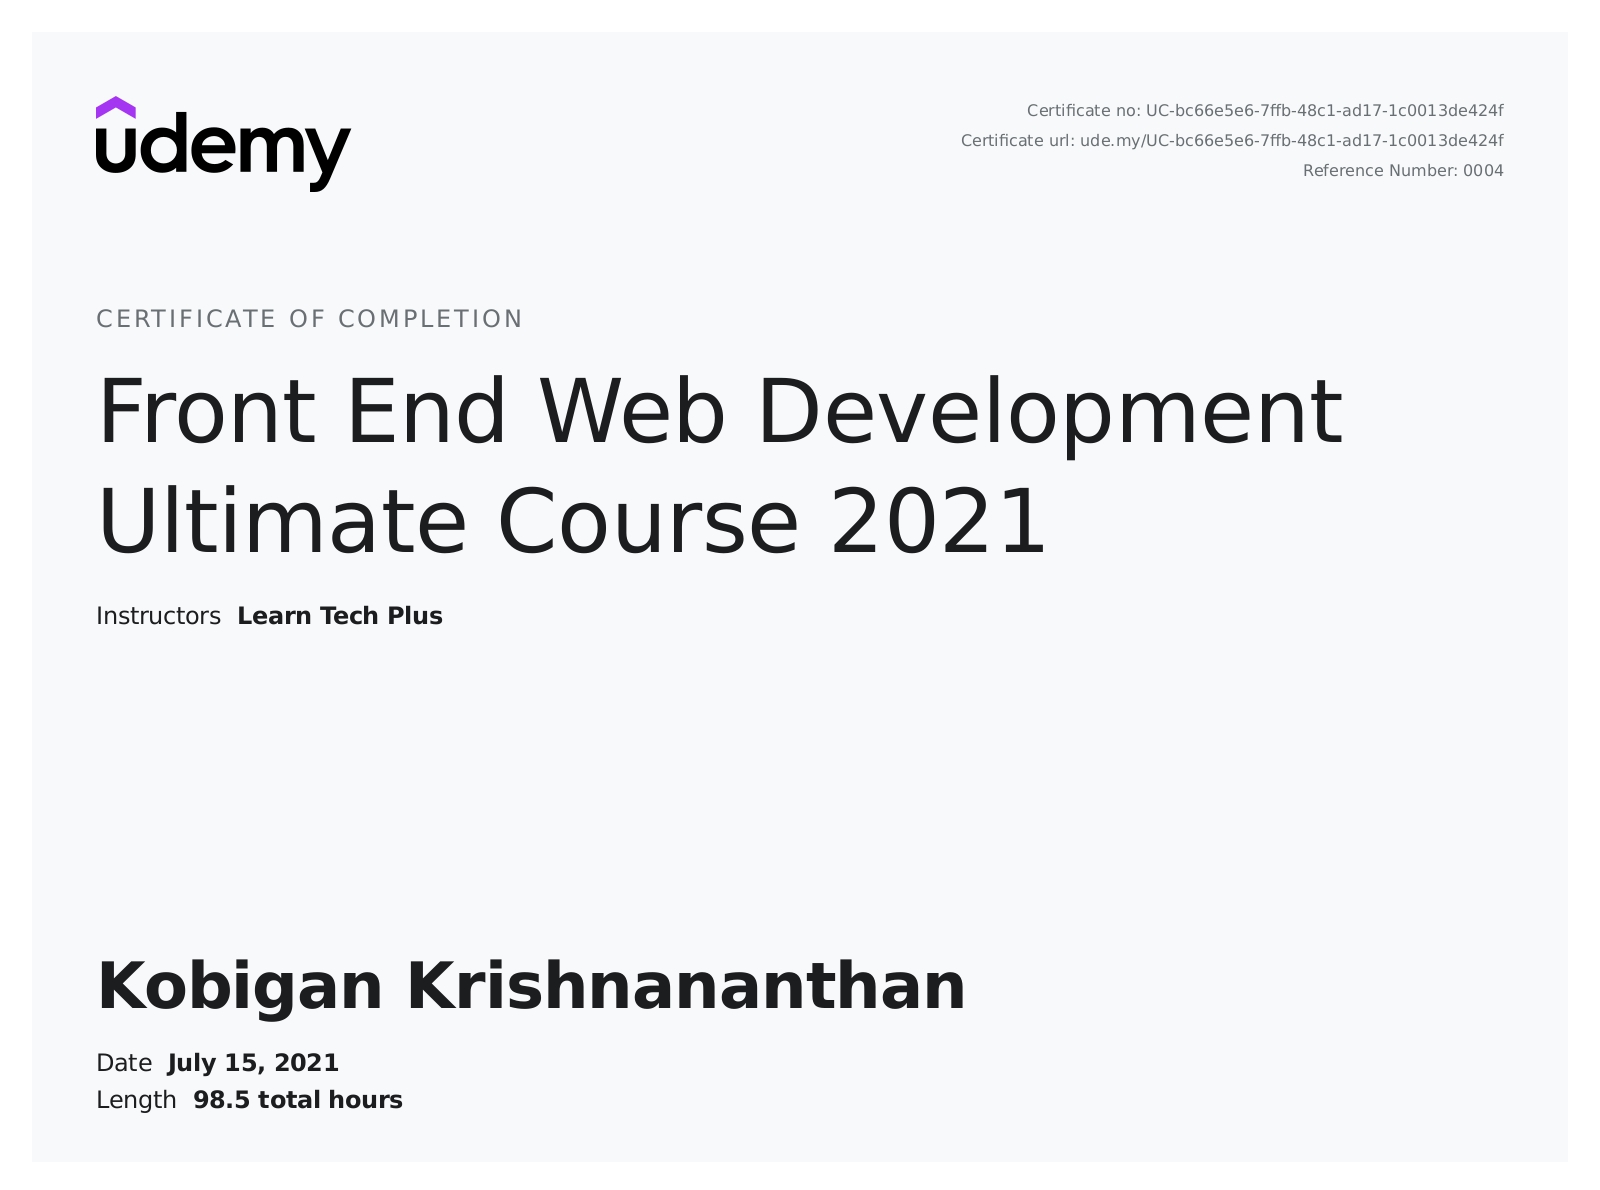 udemy
Certificate no: UC-bc66e5e6-7ffb-48c1-ad17-1c0013de424f
Certificate url: ude.my/UC-bc66e5e6-7ffb-48c1-ad17-1c0013de424f
Reference Number: 0004
CERTIFICATE OF COMPLETION
Front End Web Development
Ultimate Course 2021
Instructors Learn Tech Plus
Kobigan Krishnananthan
Date July 15, 2021
Length 98.5 total hours